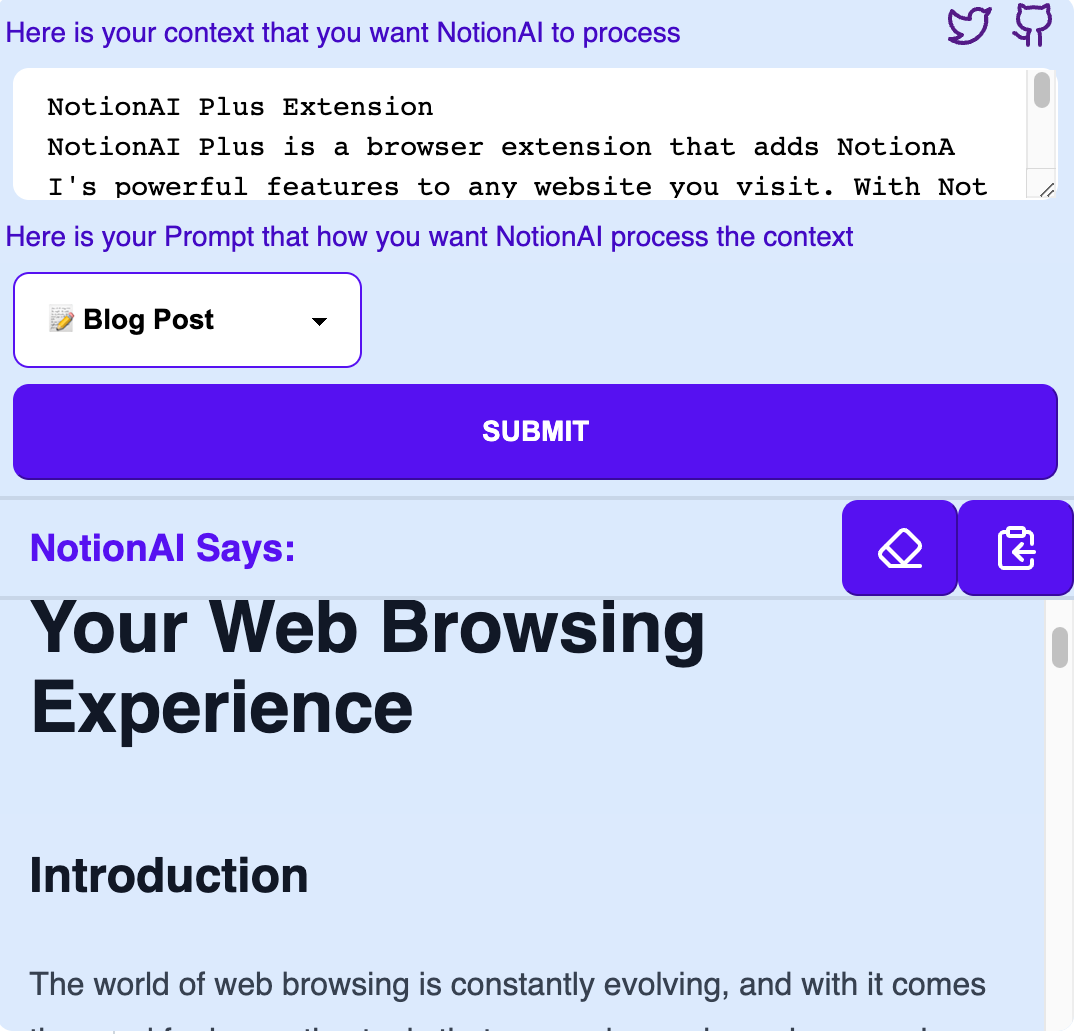 Here is your context that you want NotionAI to process
NotionAI Plus Extension
NotionAI Plus is a browser extension that adds NotionA
I's powerful features to any website you visit. With Not
Here is your Prompt that how you want NotionAI process the context
📝 Blog Post
SUBMIT
NotionAI Says:
Your Web Browsing
Experience
Introduction
The world of web browsing is constantly evolving, and with it comes